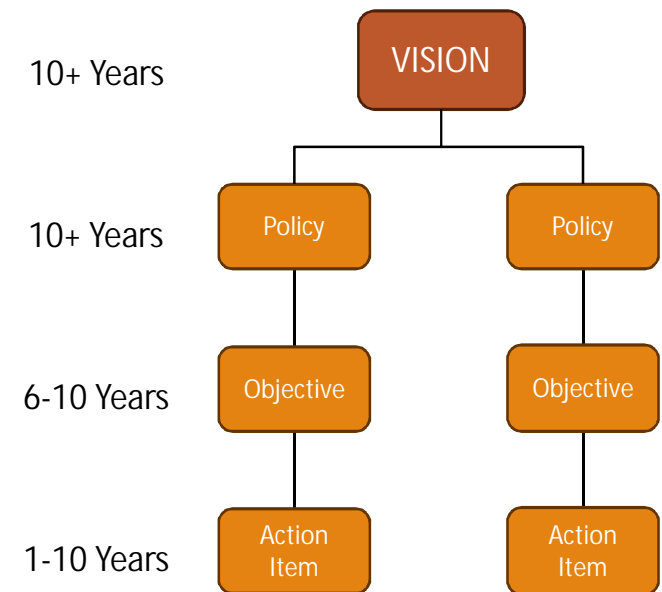 10+ Years
VISION
10+ Years
Policy
Policy
6-10 Years
Objective
Objective
1-10 Years
Action
Item
Action
Item